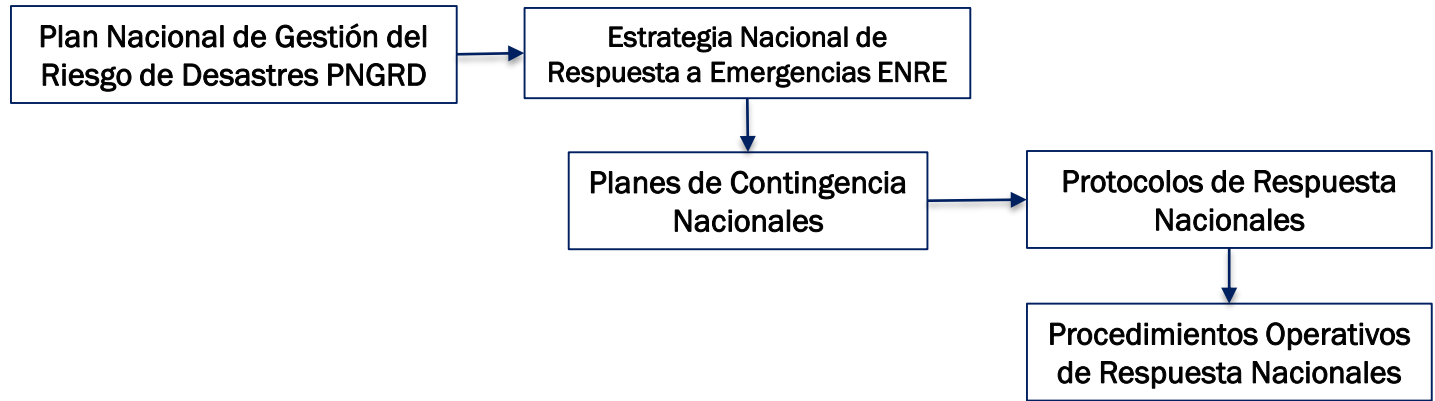 Plan Nacional de Gestión del
Riesgo de Desastres PNGRD
Estrategia Nacional de
Respuesta a Emergencias ENRE
Planes de Contingencia
Nacionales
Protocolos de Respuesta
Nacionales
Procedimientos Operativos
de Respuesta Nacionales